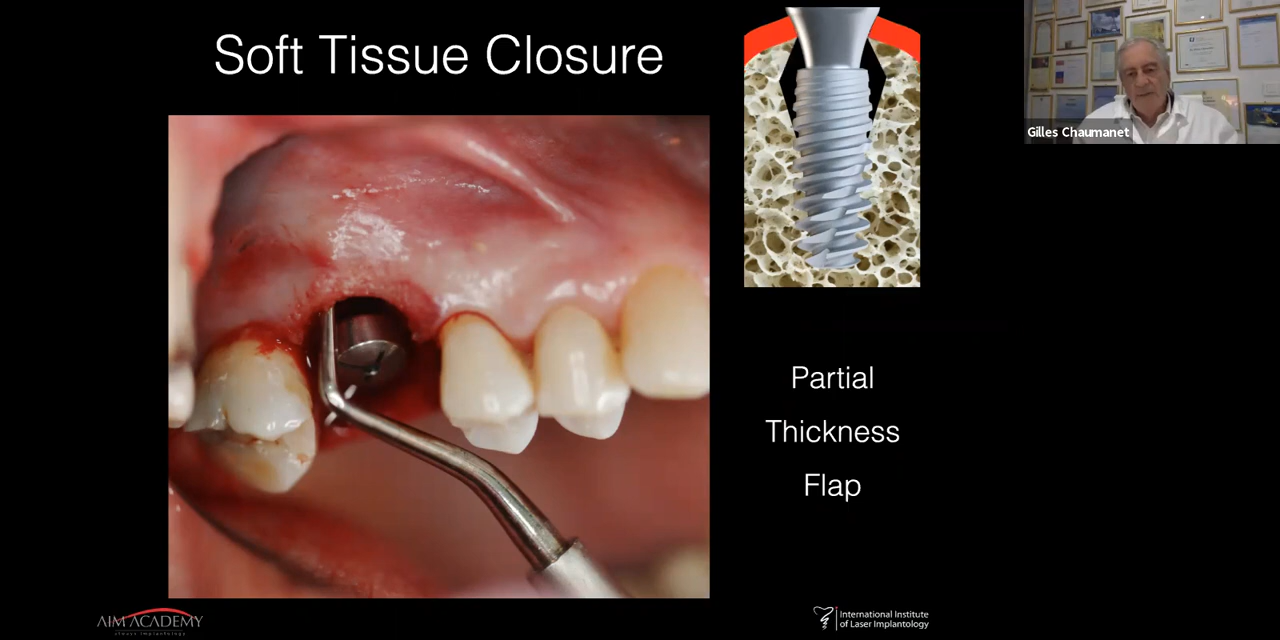 Soft Tissue Closure
Gilles Chaumanet
Partial
Thickness
Flap
AIM ACADEMY
International Institute
of Laser Implantology